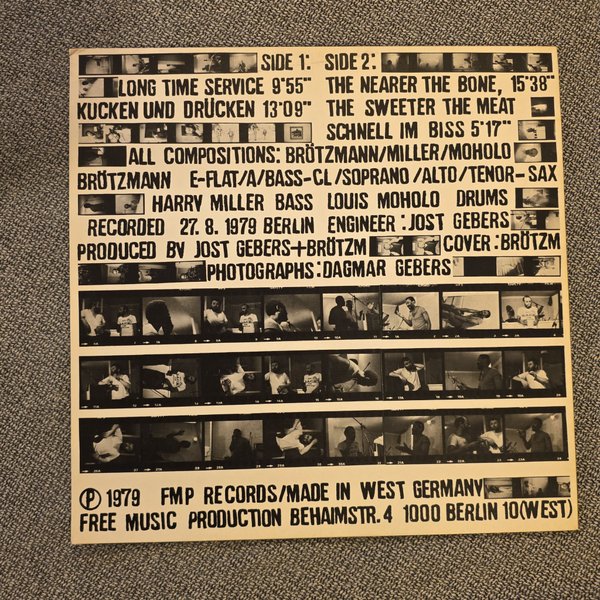 SIDE 1: SIDE 2:
LONG TIME SERVICE 9'55" THE NEARER THE BONE, 15'38"
KUCKEN UND DRÜCKEN 13'09" THE SWEETER THE MEAT
SCHNELL IM BISS 5'17"
ALL COMPOSITIONS: BRÖTZMANN/MILLER/MOHOLO
BRÖTZMANN E-FLAT/A/BASS-CL/SOPRANO/ALTO/TENOR-SAX
HARRY MILLER BASS LOUIS MOHOLO DRUMS
RECORDED 27. 8. 1979 BERLIN ENGINEER: JOST GEBERS
PRODUCED BY JOST GEBERS+BRÖTZM COVER: BRÖTZM
PHOTOGRAPHS: DAGMAR GEBERS
Ⓟ 1979 FMP RECORDS/MADE IN WEST GERMANY
FREE MUSIC PRODUCTION BEHAIMSTR. 4 1000 BERLIN 10(WEST)